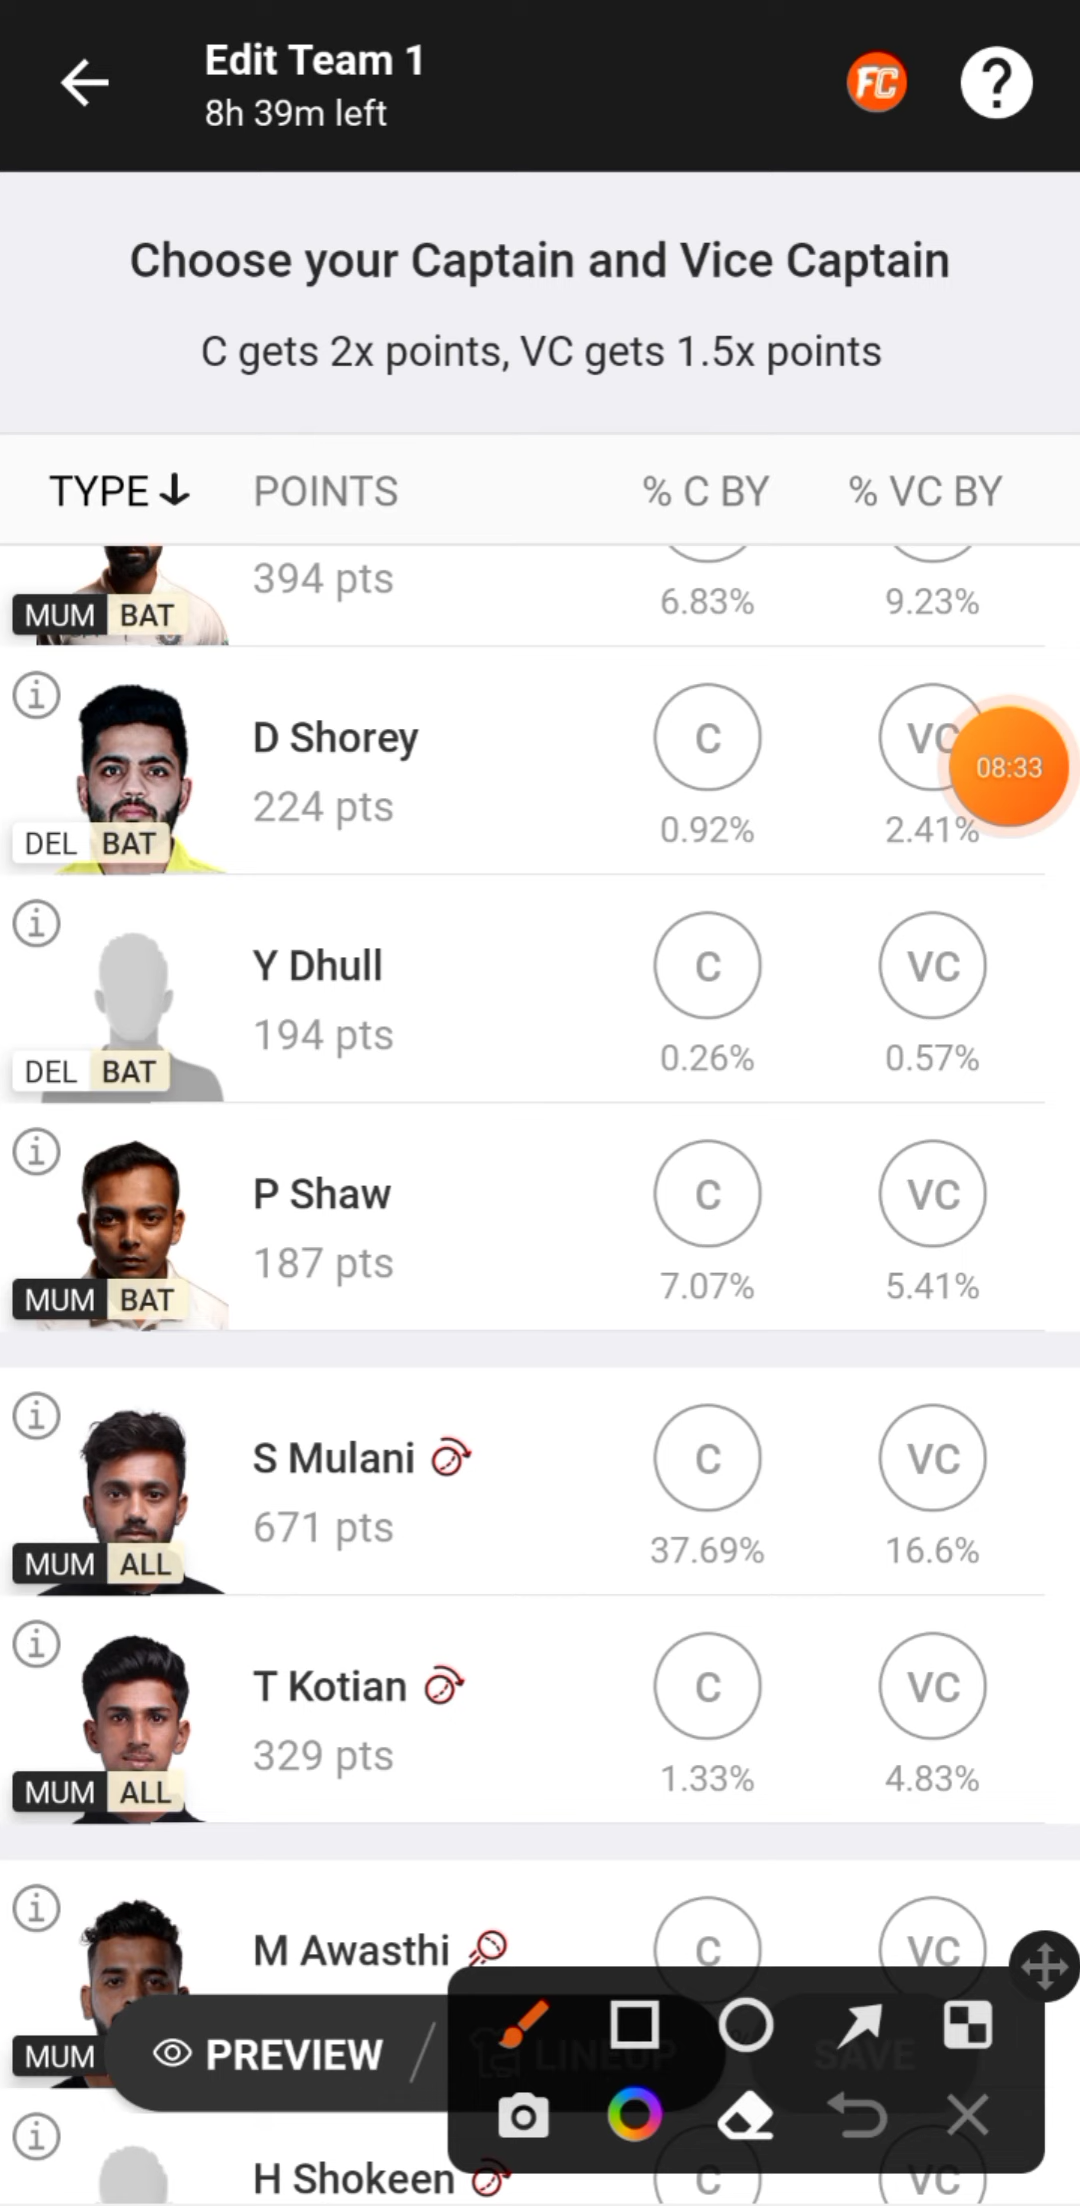 Edit Team 1
8h 39m left
FC
?
Choose your Captain and Vice Captain
C gets 2x points, VC gets 1.5x points
TYPE POINTS % C BY % VC BY
394 pts
MUM BAT 6.83% 9.23%
D Shorey C VC
08:33
224 pts
DEL BAT 0.92% 2.41%
Y Dhull C VC
194 pts
DEL BAT 0.26% 0.57%
P Shaw C VC
187 pts
MUM BAT 7.07% 5.41%
S Mulani C VC
671 pts
MUM ALL 37.69% 16.6%
T Kotian C VC
329 pts
MUM ALL 1.33% 4.83%
M Awasthi C VC
MUM PREVIEW / LINEUP SAVE
H Shokeen C VC